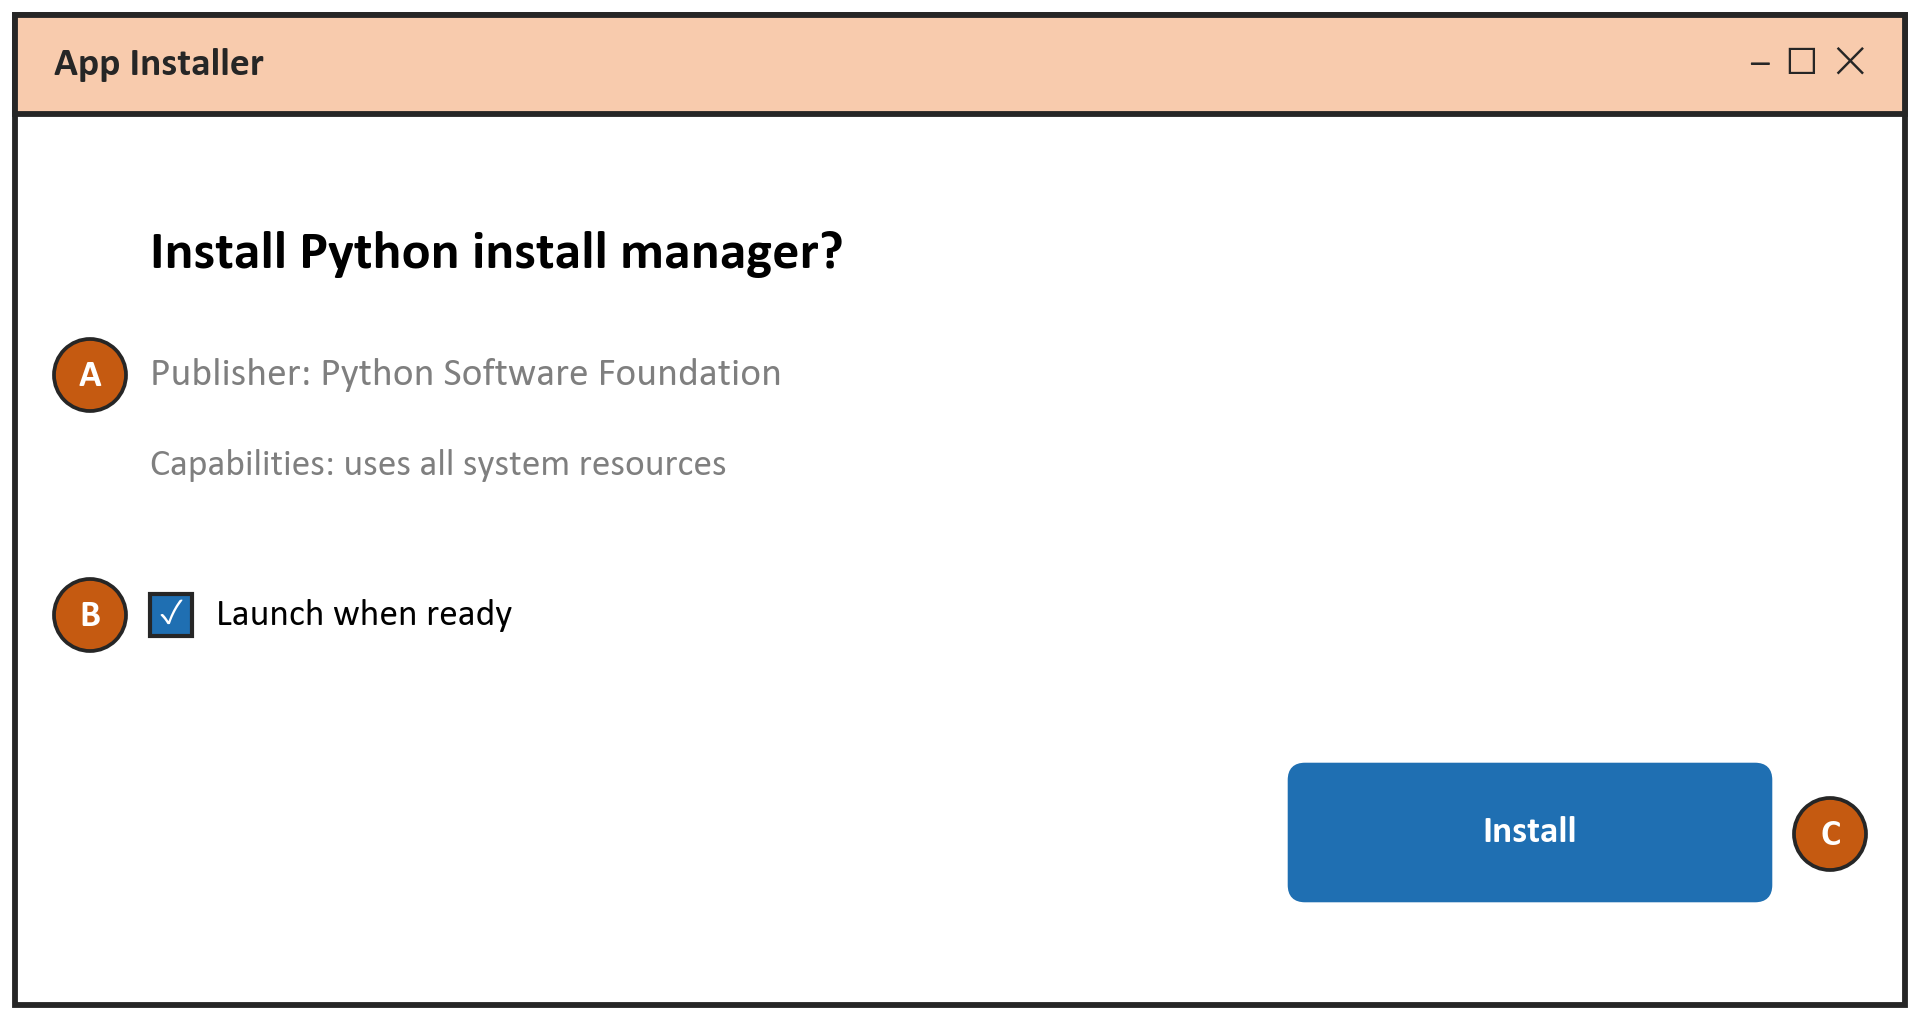 App Installer
Install Python install manager?
A Publisher: Python Software Foundation
Capabilities: uses all system resources
B ✓ Launch when ready
Install C